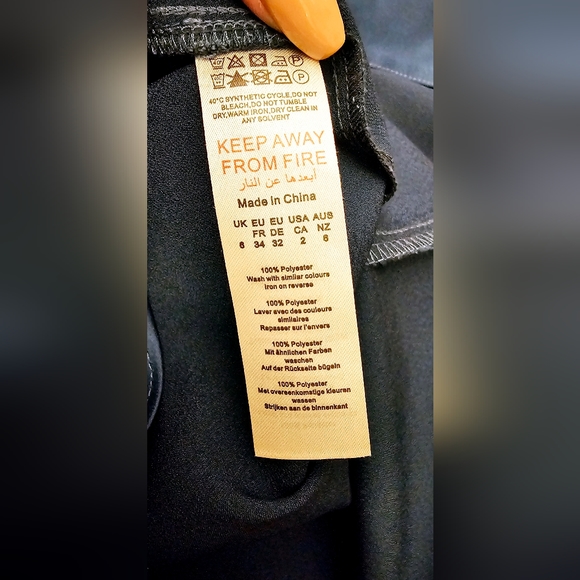 40°C SYNTHETIC CYCLE,DO NOT
BLEACH,DO NOT TUMBLE
DRY,WARM IRON,DRY CLEAN IN
ANY SOLVENT
KEEP AWAY
FROM FIRE
أبعدها عن النار
Made in China
UK EU EU USA AUS
FR DE CA NZ
6 34 32 2 6
100% Polyester
Wash with similar colours
Iron on reverse
100% Polyester
Laver avec des couleurs
similaires
Repasser sur l'envers
100% Polyester
Mit ähnlichen Farben
waschen
Auf der Rückseite bügeln
100% Polyester
Met overeenkomstige kleuren
wassen
Strijken aan de binnenkant